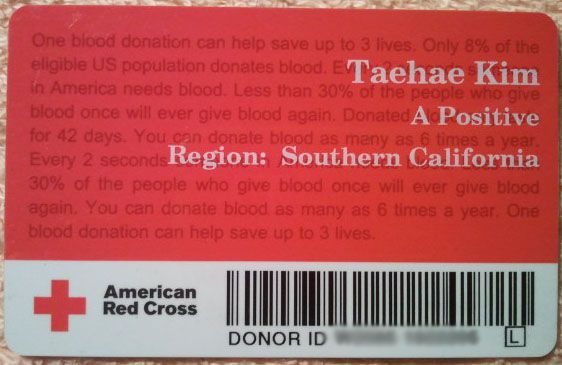 One blood donation can help save up to 3 lives. Only 8% of the
eligible US population donates blood.
Taehae Kim
in America needs blood. Less than 30% of the people who give
blood once will ever give blood again. Donated
A Positive
for 42 days. You can donate blood as many as 6 times a year.
Every 2 seconds
Region: Southern California
30% of the people who give blood once will ever give blood
again. You can donate blood as many as 6 times a year. One
blood donation can help save up to 3 lives.
American
Red Cross
DONOR ID
L